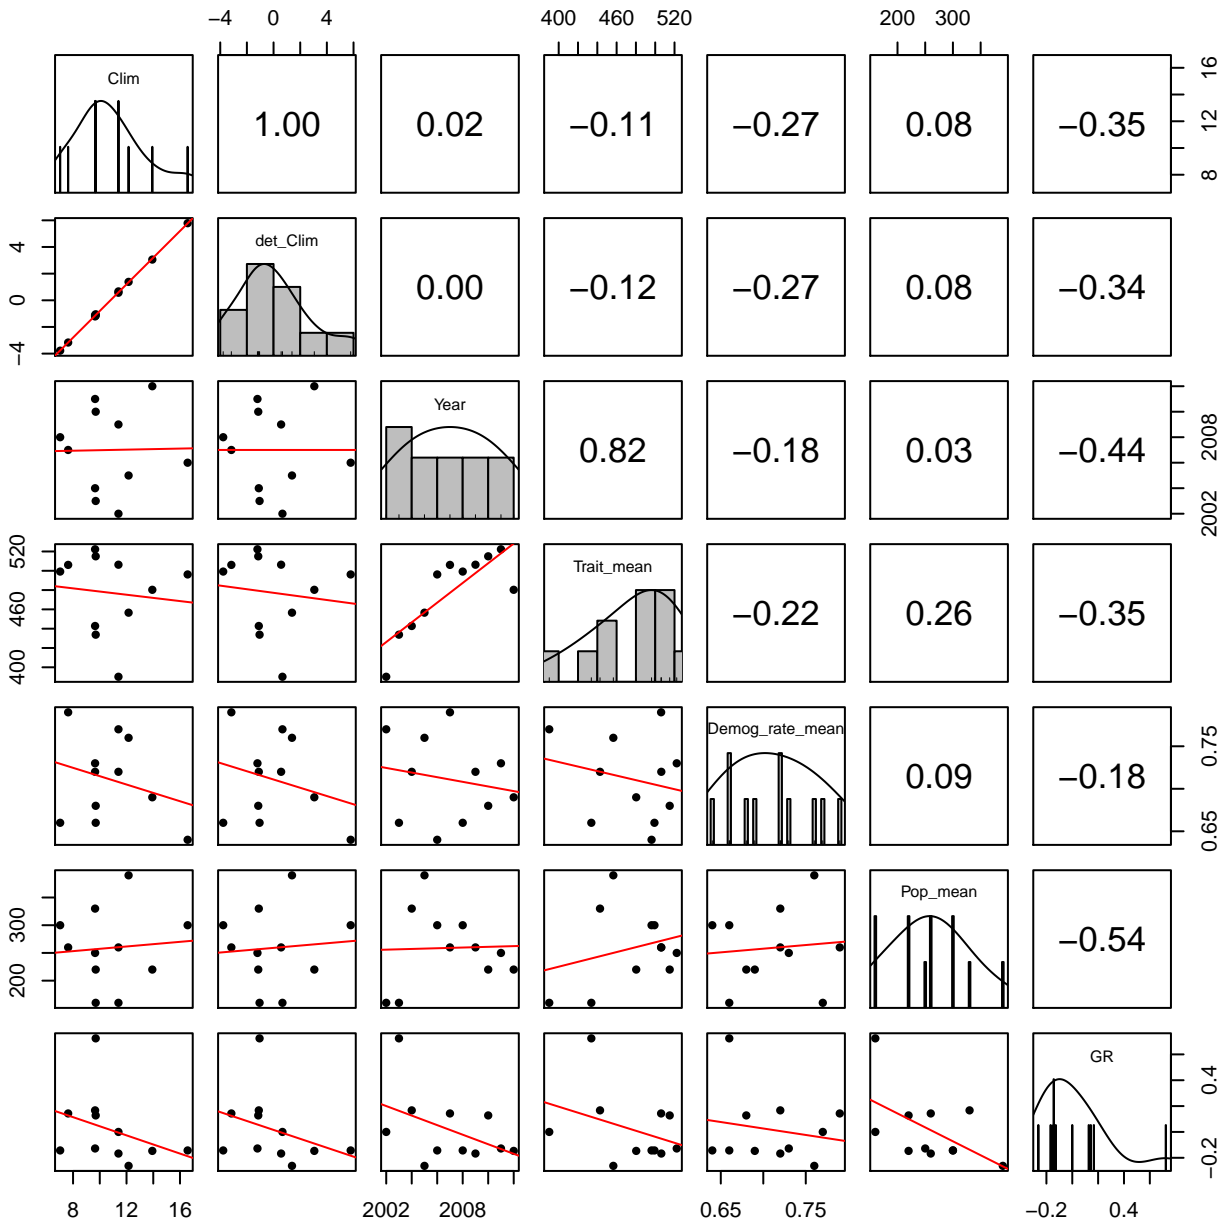 −4 0 4 400 460 520 200 300
Clim 1.00 0.02 −0.11 −0.27 0.08 −0.35 8 12 16
−4 0 4 det_Clim 0.00 −0.12 −0.27 0.08 −0.34
Year 0.82 −0.18 0.03 −0.44 2002 2008
400 460 520 Trait_mean −0.22 0.26 −0.35
Demog_rate_mean 0.09 −0.18 0.65 0.75
200 300 Pop_mean −0.54
GR −0.2 0.4
8 12 16 2002 2008 0.65 0.75 −0.2 0.4